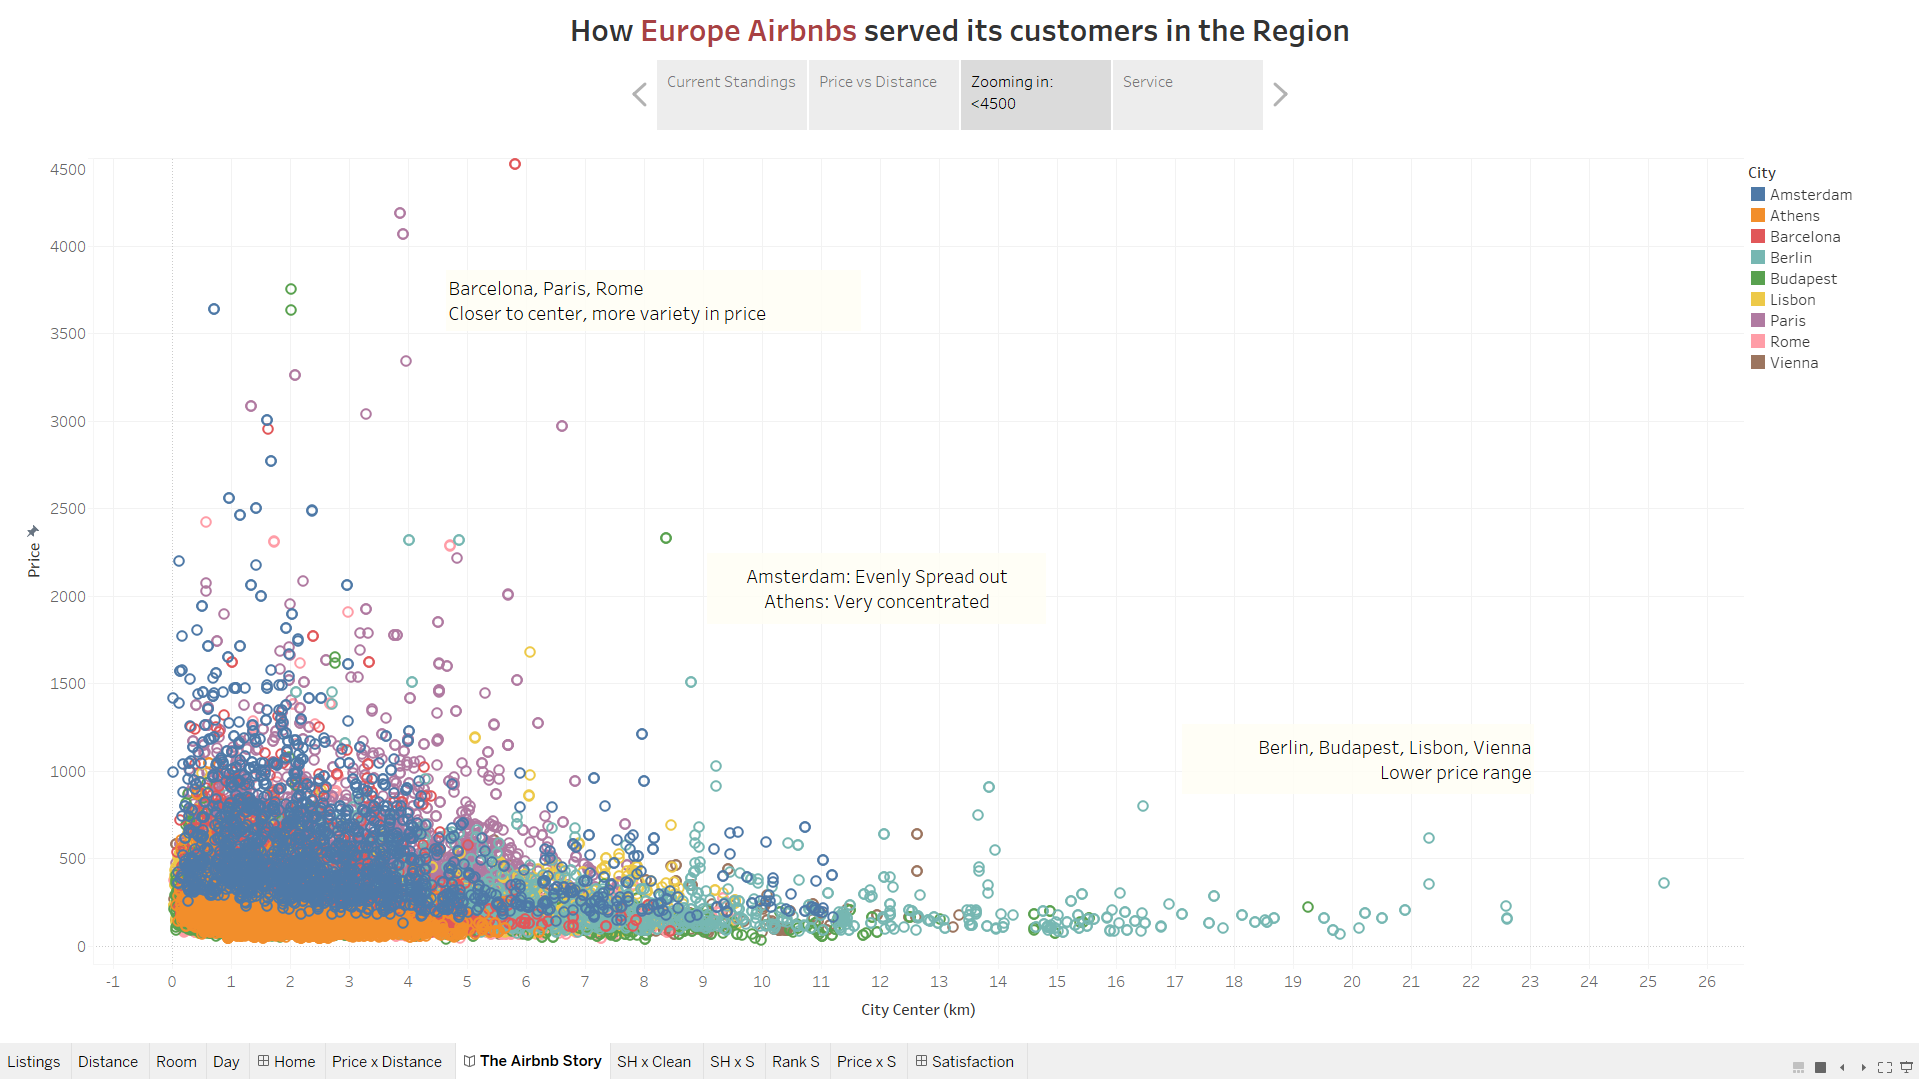 How Europe Airbnbs served its customers in the Region
Current Standings
Price vs Distance
Zooming in:
<4500
Service
4500
4000
3500
3000
2500
2000
1500
1000
500
0
Price
Barcelona, Paris, Rome
Closer to center, more variety in price
Amsterdam: Evenly Spread out
Athens: Very concentrated
Berlin, Budapest, Lisbon, Vienna
Lower price range
City
Amsterdam
Athens
Barcelona
Berlin
Budapest
Lisbon
Paris
Rome
Vienna
-1 0 1 2 3 4 5 6 7 8 9 10 11 12 13 14 15 16 17 18 19 20 21 22 23 24 25 26
City Center (km)
Listings Distance Room Day Home Price x Distance The Airbnb Story SH x Clean SH x S Rank S Price x S Satisfaction